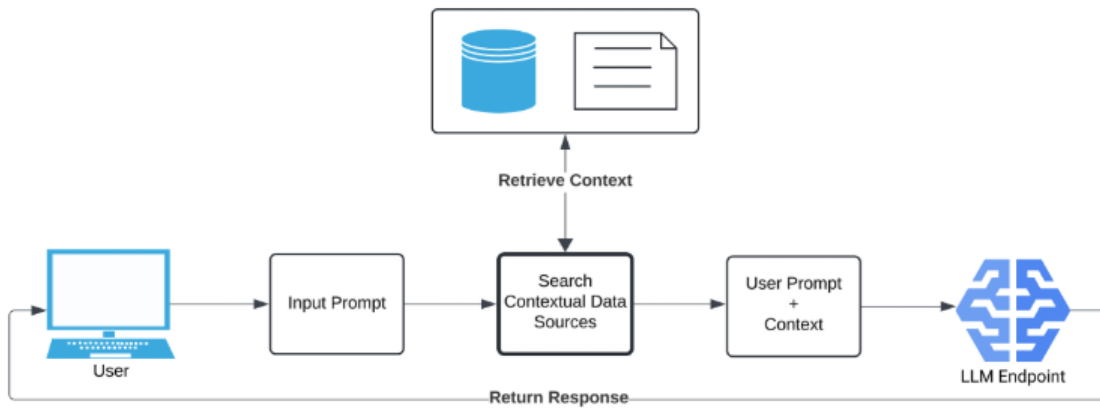 Retrieve Context
Input Prompt
Search
Contextual Data
Sources
User Prompt
+
Context
User
LLM Endpoint
Return Response